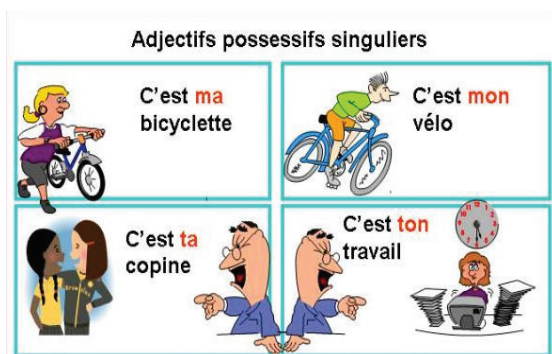 Adjectifs possessifs singuliers
C'est ma
bicyclette
C'est mon
vélo
C'est ta
copine
C'est ton
travail